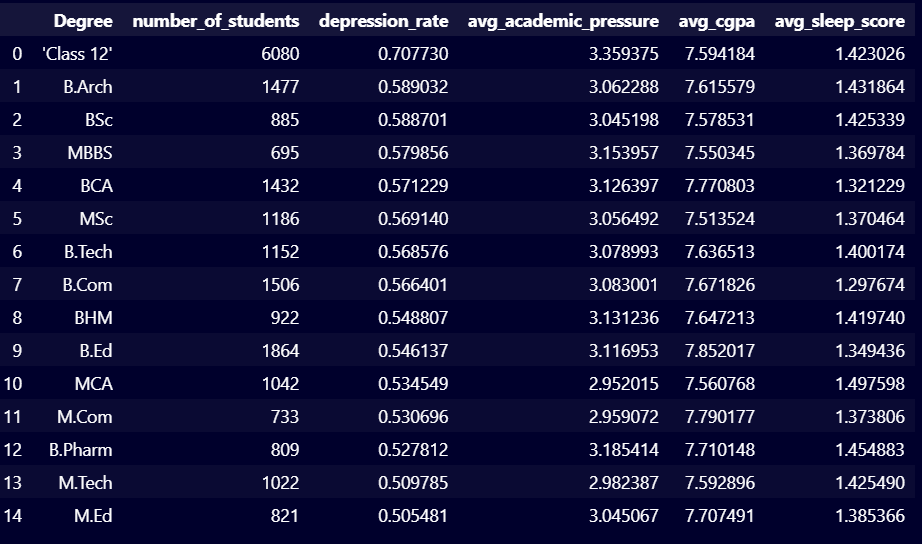 Degree number_of_students depression_rate avg_academic_pressure avg_cgpa avg_sleep_score
0 'Class 12' 6080 0.707730 3.359375 7.594184 1.423026
1 B.Arch 1477 0.589032 3.062288 7.615579 1.431864
2 BSc 885 0.588701 3.045198 7.578531 1.425339
3 MBBS 695 0.579856 3.153957 7.550345 1.369784
4 BCA 1432 0.571229 3.126397 7.770803 1.321229
5 MSc 1186 0.569140 3.056492 7.513524 1.370464
6 B.Tech 1152 0.568576 3.078993 7.636513 1.400174
7 B.Com 1506 0.566401 3.083001 7.671826 1.297674
8 BHM 922 0.548807 3.131236 7.647213 1.419740
9 B.Ed 1864 0.546137 3.116953 7.852017 1.349436
10 MCA 1042 0.534549 2.952015 7.560768 1.497598
11 M.Com 733 0.530696 2.959072 7.790177 1.373806
12 B.Pharm 809 0.527812 3.185414 7.710148 1.454883
13 M.Tech 1022 0.509785 2.982387 7.592896 1.425490
14 M.Ed 821 0.505481 3.045067 7.707491 1.385366